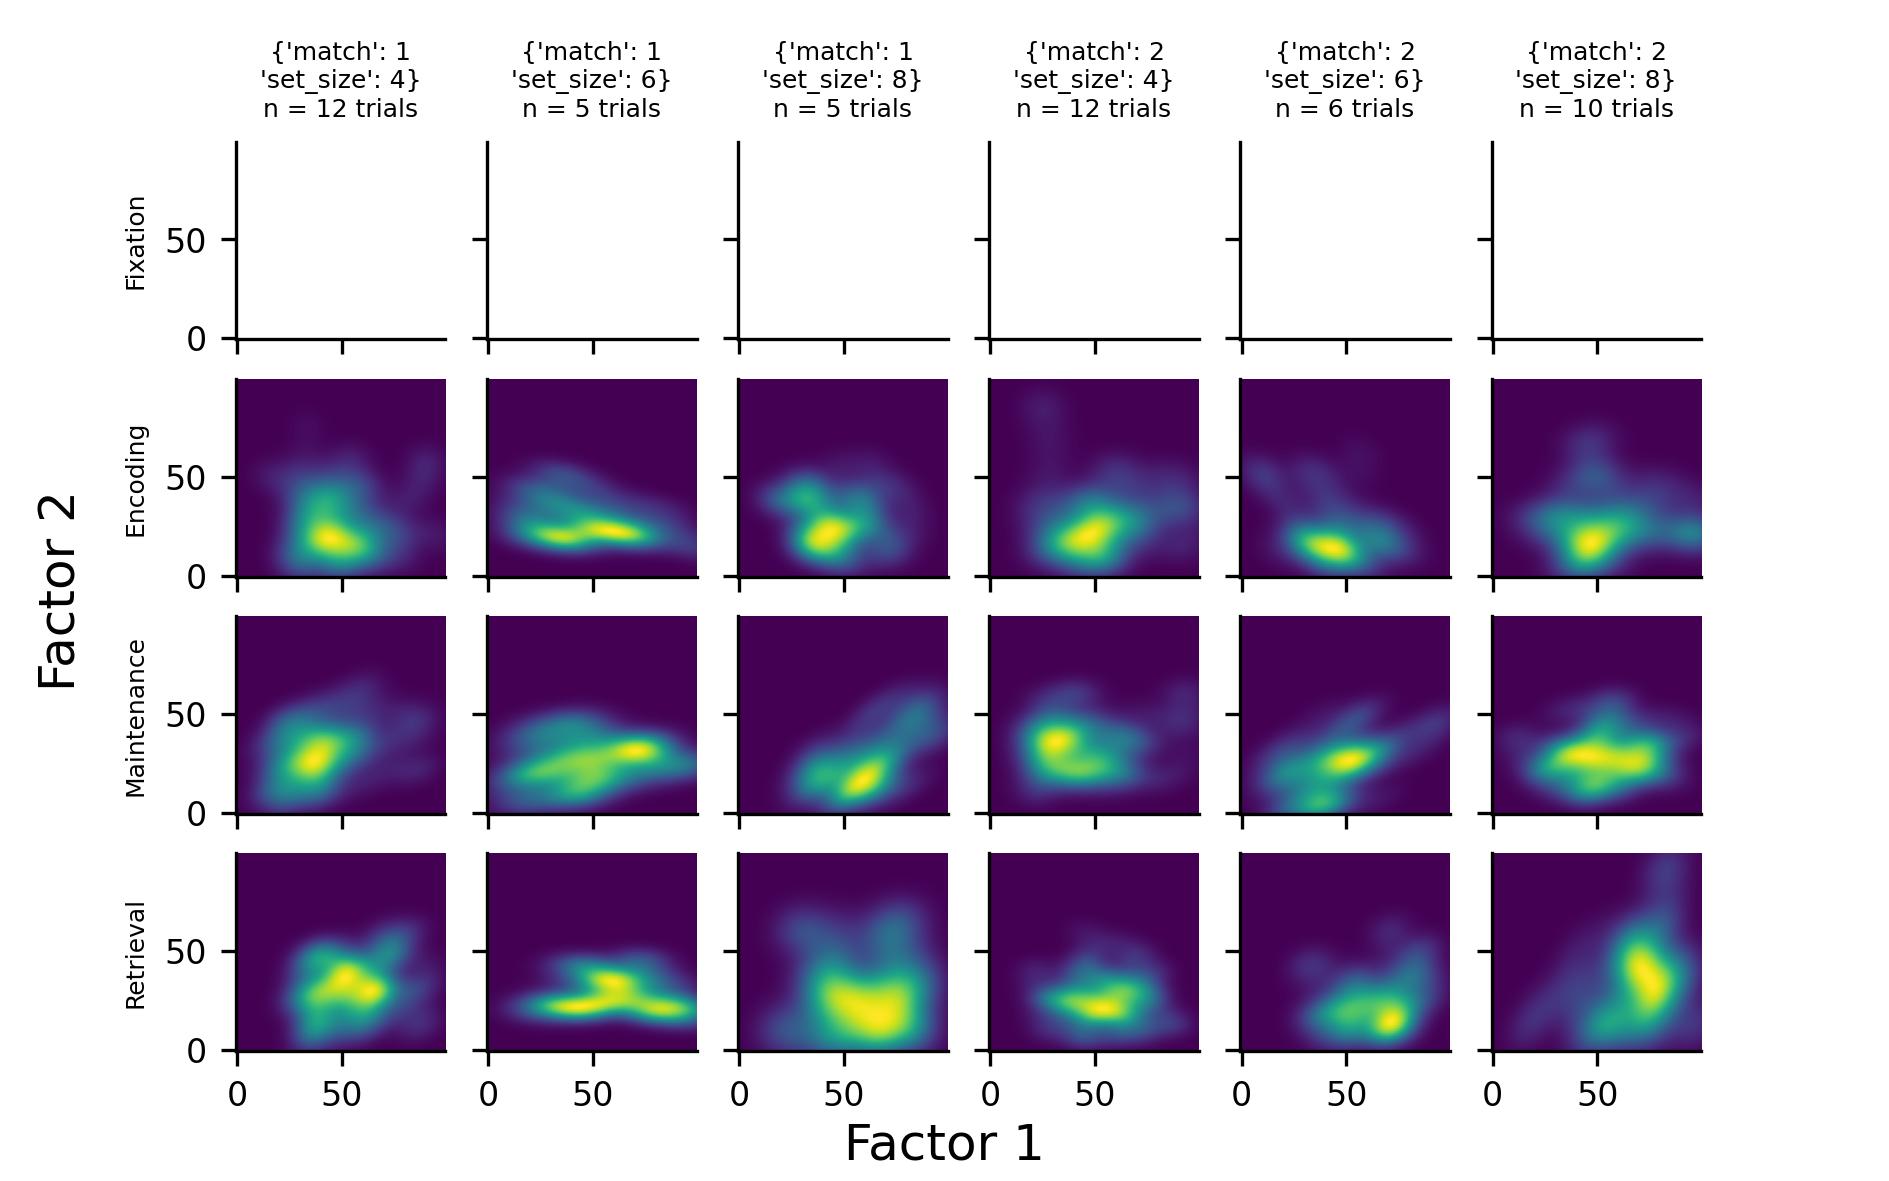 {'match': 1
'set_size': 4}
n = 12 trials
{'match': 1
'set_size': 6}
n = 5 trials
{'match': 1
'set_size': 8}
n = 5 trials
{'match': 2
'set_size': 4}
n = 12 trials
{'match': 2
'set_size': 6}
n = 6 trials
{'match': 2
'set_size': 8}
n = 10 trials
Factor 2
Fixation
50
0
Encoding
50
0
Maintenance
50
0
Retrieval
50
0
0 50 0 50 0 50 0 50 0 50 0 50
Factor 1